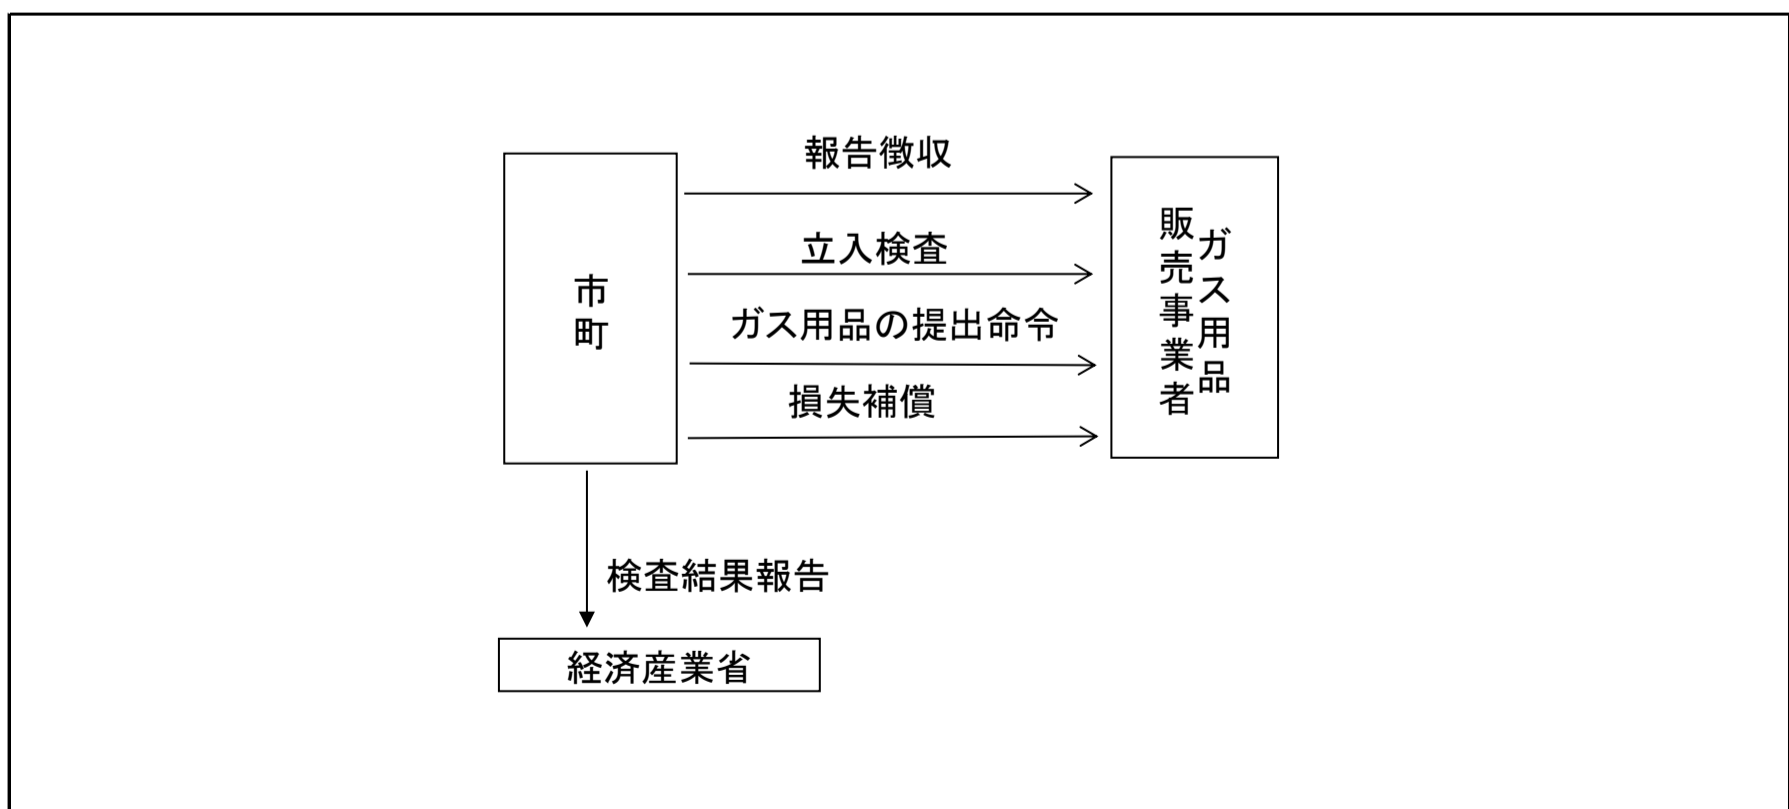 報告徴収
立入検査
ガス用品の提出命令
損失補償
市町
ガス用品
販売事業者
検査結果報告
経済産業省